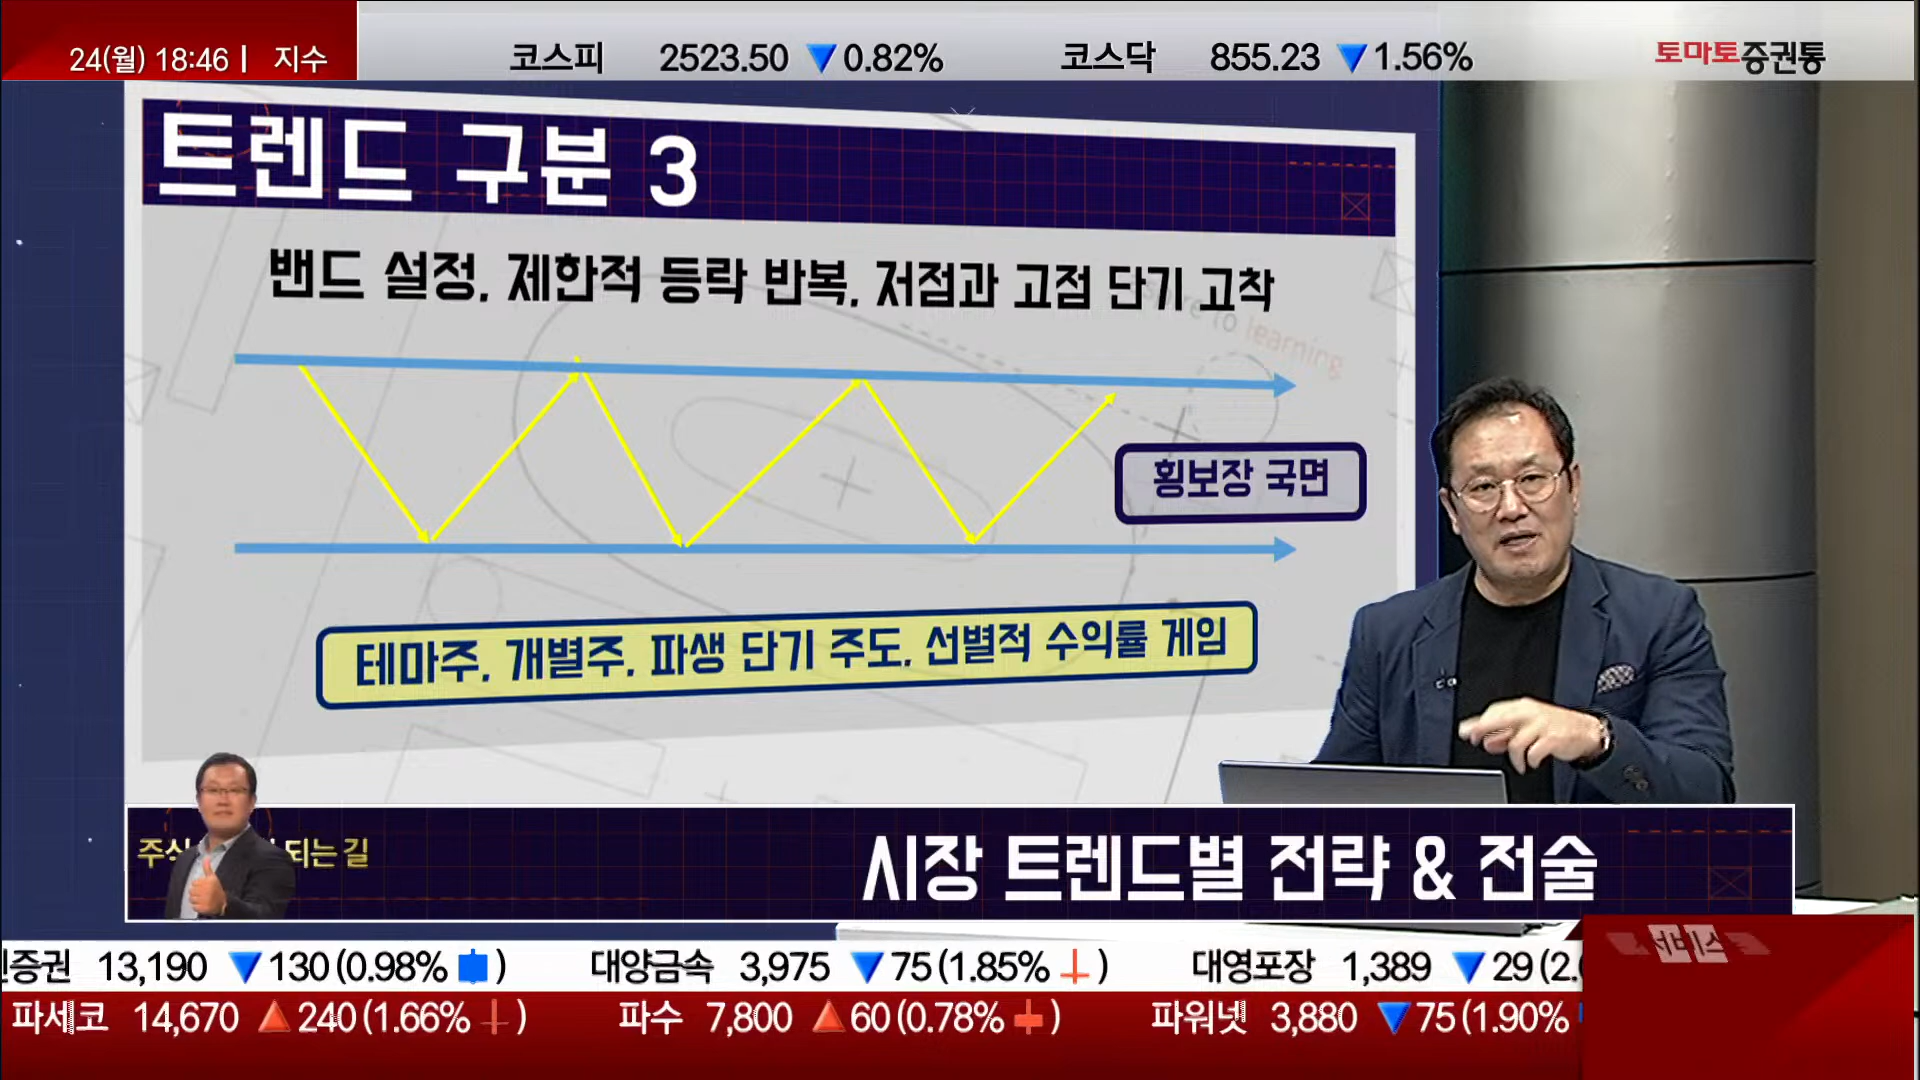 24(월) 18:46 | 지수 코스피 2523.50 ▼0.82% 코스닥 855.23 ▼1.56% 토마토증권통
트렌드 구분 3
밴드 설정, 제한적 등락 반복, 저점과 고점 단기 고착
횡보장 국면
테마주, 개별주, 파생 단기 주도, 선별적 수익률 게임
되는 길
시장 트렌드별 전략 & 전술
증권 13,190 ▼130(0.98%) 대양금속 3,975 ▼75(1.85%) 대영포장 1,389 ▼29(2.
서비스
파세코 14,670 ▲240(1.66%) 파수 7,800 ▲60(0.78%) 파워넷 3,880 ▼75(1.90%
learning